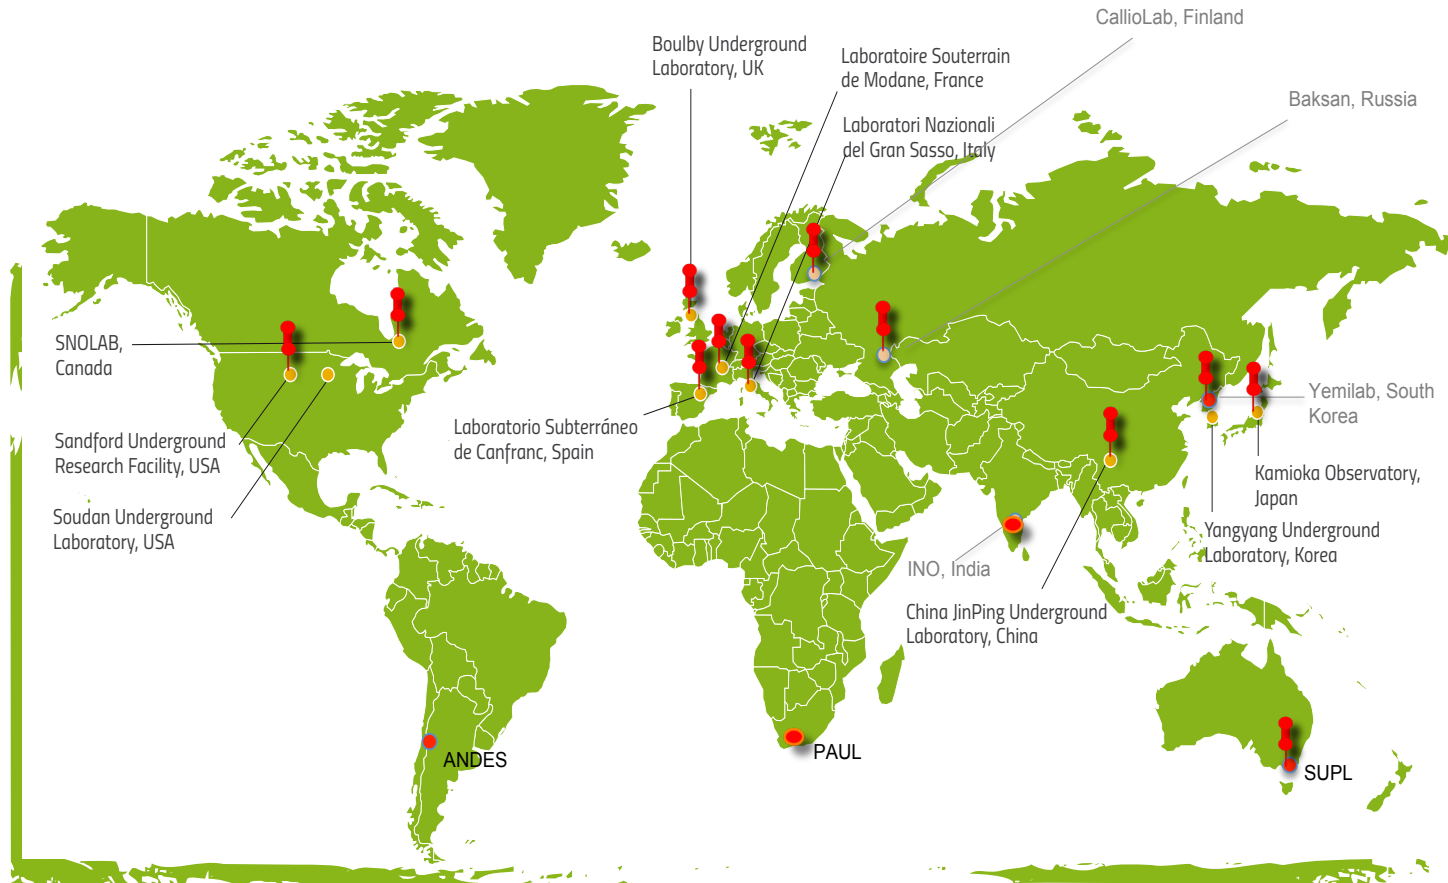 CallioLab, Finland
Boulby Underground
Laboratory, UK
Laboratoire Souterrain
de Modane, France
Baksan, Russia
Laboratori Nazionali
del Gran Sasso, Italy
SNOLAB,
Canada
Yemilab, South
Korea
Laboratorio Subterráneo
de Canfranc, Spain
Sandford Underground
Research Facility, USA
Kamioka Observatory,
Japan
Soudan Underground
Laboratory, USA
Yangyang Underground
Laboratory, Korea
INO, India
China JinPing Underground
Laboratory, China
ANDES
PAUL
SUPL